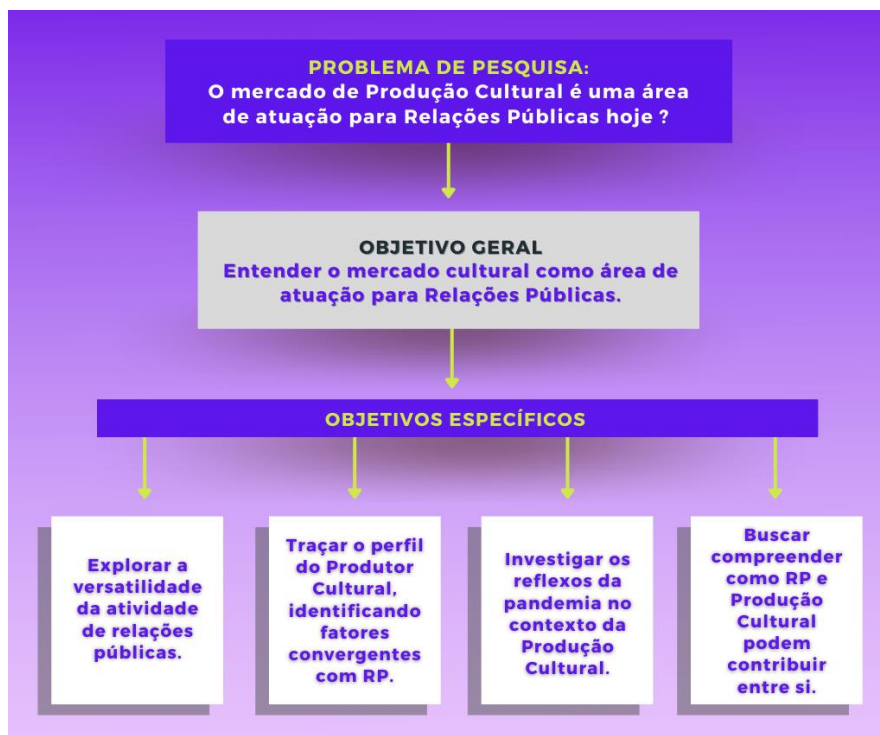 PROBLEMA DE PESQUISA:
O mercado de Produção Cultural é uma área
de atuação para Relações Públicas hoje ?
OBJETIVO GERAL
Entender o mercado cultural como área de
atuação para Relações Públicas.
OBJETIVOS ESPECÍFICOS
Explorar a
versatilidade
da atividade
de relações
públicas.
Traçar o perfil
do Produtor
Cultural,
identificando
fatores
convergentes
com RP.
Investigar os
reflexos da
pandemia no
contexto da
Produção
Cultural.
Buscar
compreender
como RP e
Produção
Cultural
podem
contribuir
entre si.